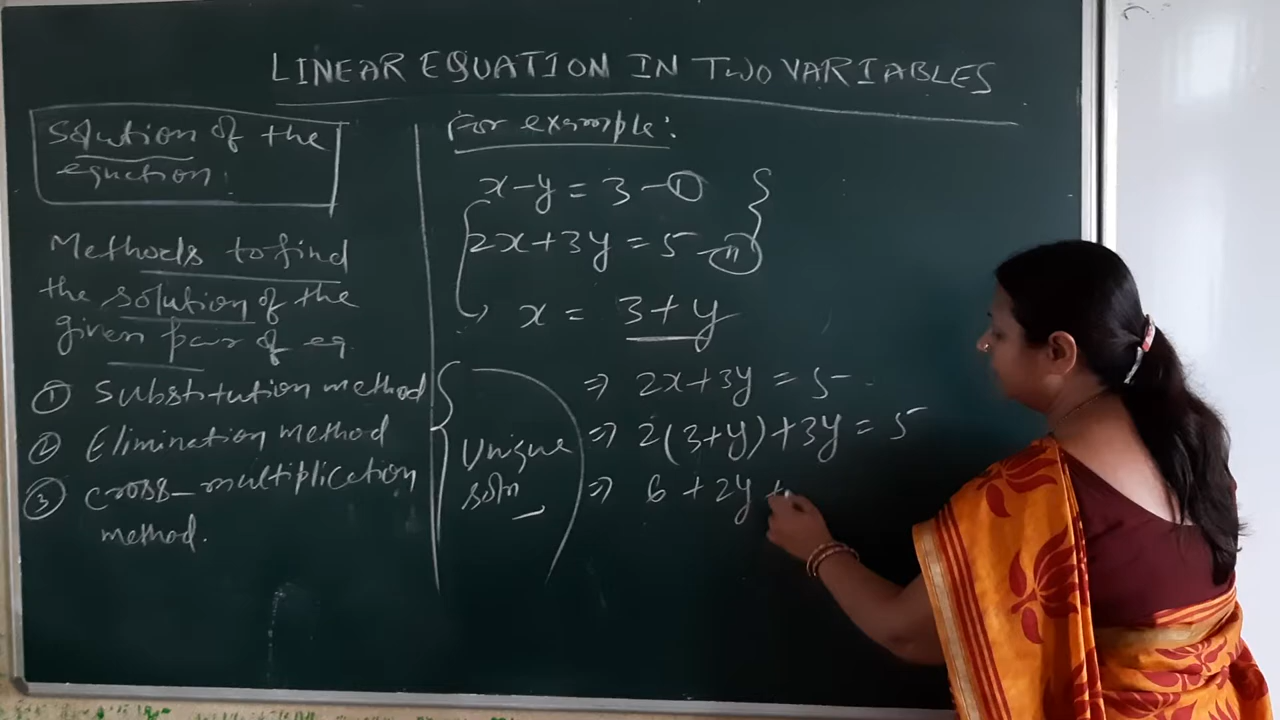 LINEAR EQUATION IN TWO VARIABLES
Solution of the
equation:
Methods to find
the solution of the
given pair of eq.
① Substitution method
② Elimination method
③ Cross-multiplication
method.
For example:
x-y = 3 - ①
2x+3y = 5 - ⑪
x = 3+y
Unique
soln
⇒ 2x+3y = 5
⇒ 2(3+y)+3y = 5
⇒ 6 + 2y +